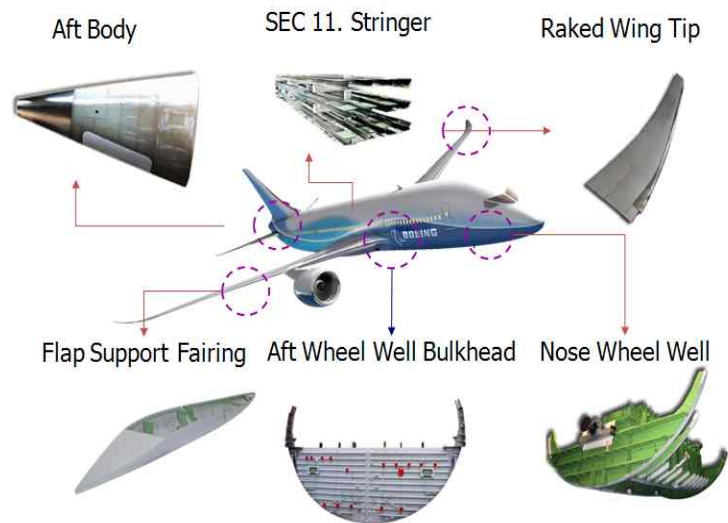 Aft Body
SEC 11. Stringer
Raked Wing Tip
BOEING
Flap Support Fairing
Aft Wheel Well Bulkhead
Nose Wheel Well